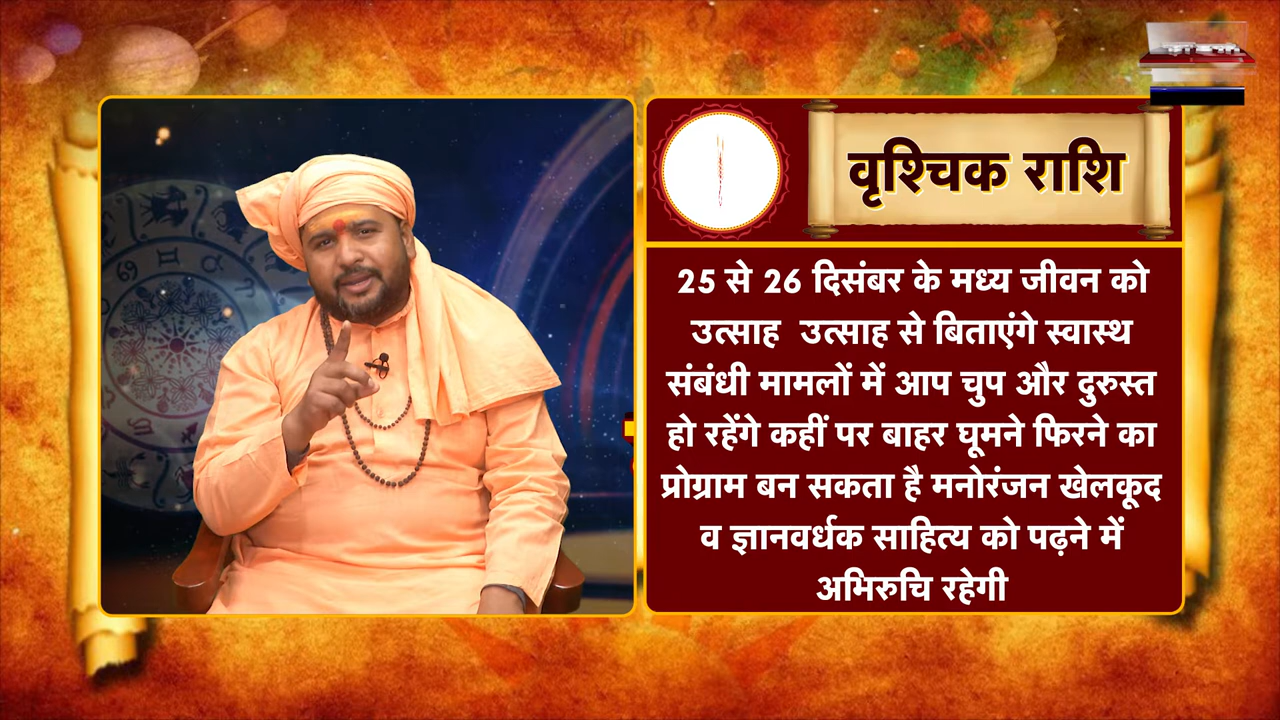 वृश्चिक राशि
25 से 26 दिसंबर के मध्य जीवन को
उत्साह उत्साह से बिताएंगे स्वास्थ
संबंधी मामलों में आप चुप और दुरुस्त
हो रहेंगे कहीं पर बाहर घूमने फिरने का
प्रोग्राम बन सकता है मनोरंजन खेलकूद
व ज्ञानवर्धक साहित्य को पढ़ने में
अभिरुचि रहेगी